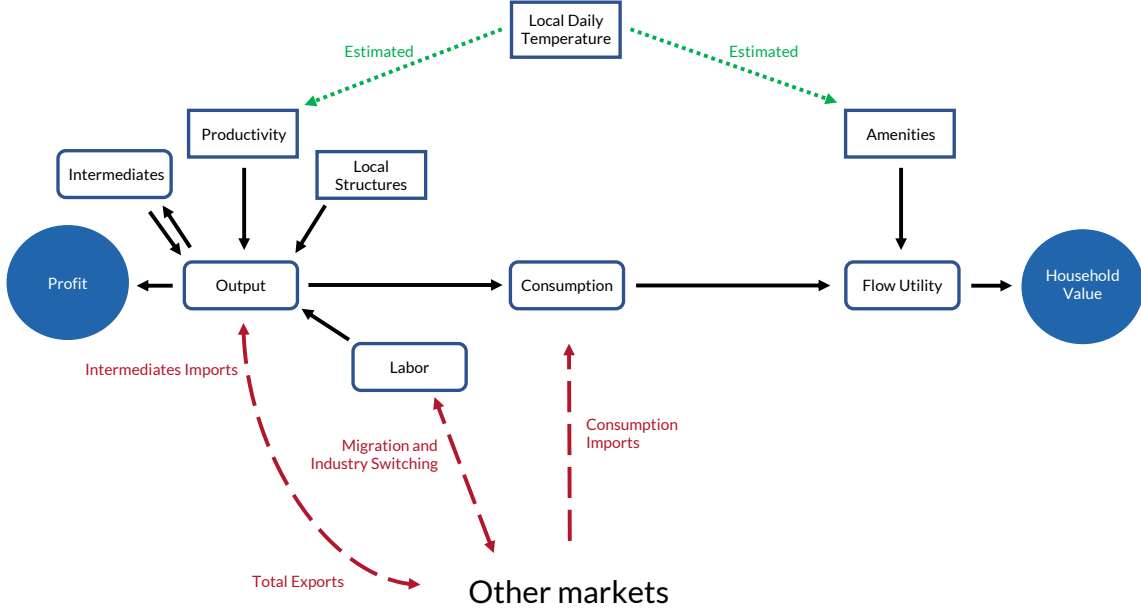 Local Daily
Temperature
Estimated
Estimated
Productivity
Amenities
Intermediates
Local
Structures
Profit
Output
Consumption
Flow Utility
Household
Value
Intermediates Imports
Labor
Consumption
Imports
Migration and
Industry Switching
Total Exports
Other markets